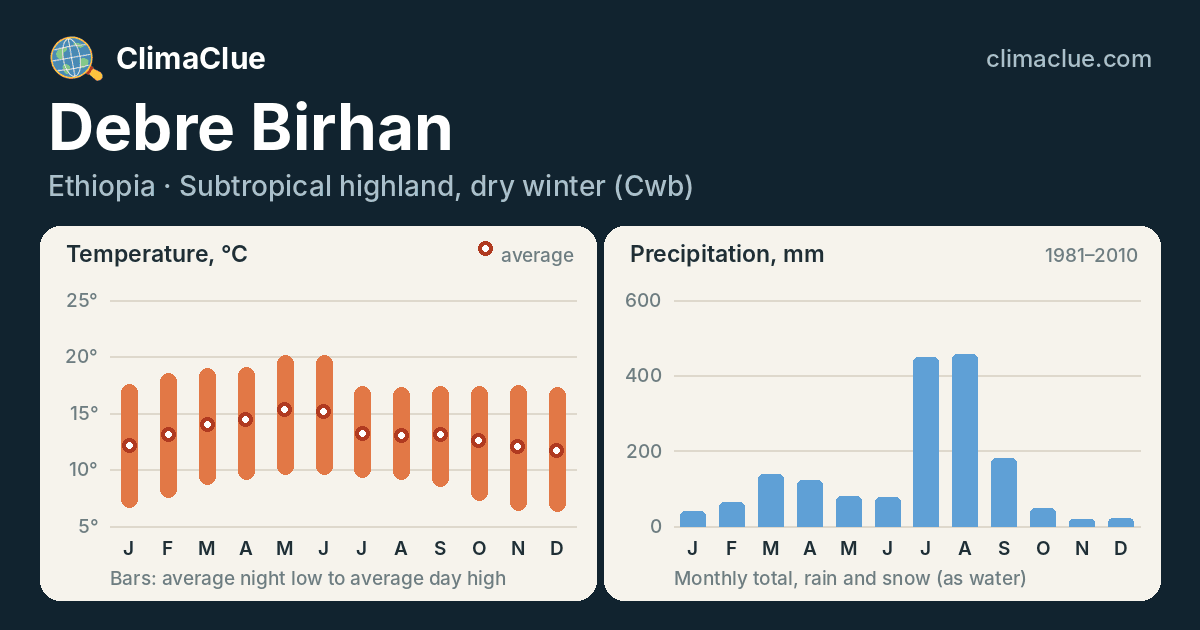 ClimaClue
climaclue.com
Debre Birhan
Ethiopia · Subtropical highland, dry winter (Cwb)
Temperature, °C
average
25°
20°
15°
10°
5°
J F M A M J J A S O N D
Bars: average night low to average day high
Precipitation, mm
1981–2010
600
400
200
0
J F M A M J J A S O N D
Monthly total, rain and snow (as water)